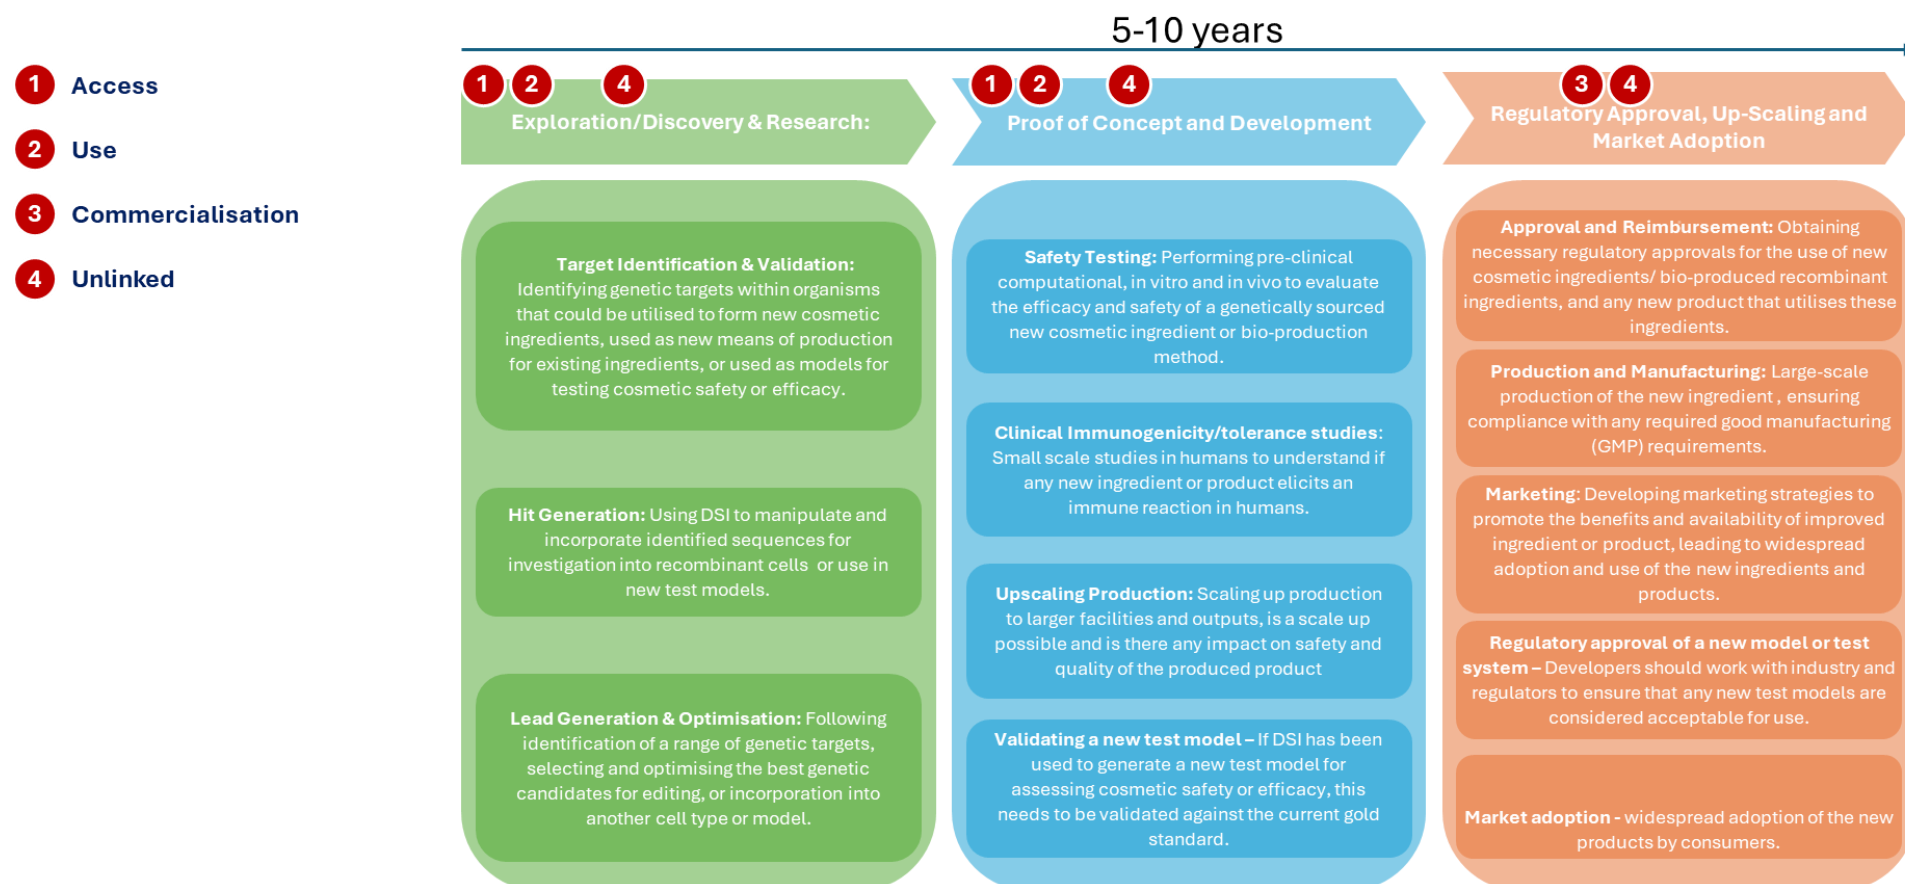 5-10 years
1 Access
2 Use
3 Commercialisation
4 Unlinked
1 2 4
Exploration/Discovery & Research:
Target Identification & Validation:
Identifying genetic targets within organisms
that could be utilised to form new cosmetic
ingredients, used as new means of production
for existing ingredients, or used as models for
testing cosmetic safety or efficacy.
Hit Generation: Using DSI to manipulate and
incorporate identified sequences for
investigation into recombinant cells or use in
new test models.
Lead Generation & Optimisation: Following
identification of a range of genetic targets,
selecting and optimising the best genetic
candidates for editing, or incorporation into
another cell type or model.
1 2 4
Proof of Concept and Development
Safety Testing: Performing pre-clinical
computational, in vitro and in vivo to evaluate
the efficacy and safety of a genetically sourced
new cosmetic ingredient or bio-production
method.
Clinical Immunogenicity/tolerance studies:
Small scale studies in humans to understand if
any new ingredient or product elicits an
immune reaction in humans.
Upscaling Production: Scaling up production
to larger facilities and outputs, is a scale up
possible and is there any impact on safety and
quality of the produced product
Validating a new test model – If DSI has been
used to generate a new test model for
assessing cosmetic safety or efficacy, this
needs to be validated against the current gold
standard.
3 4
Regulatory Approval, Up-Scaling and
Market Adoption
Approval and Reimbursement: Obtaining
necessary regulatory approvals for the use of new
cosmetic ingredients/ bio-produced recombinant
ingredients, and any new product that utilises these
ingredients.
Production and Manufacturing: Large-scale
production of the new ingredient , ensuring
compliance with any required good manufacturing
(GMP) requirements.
Marketing: Developing marketing strategies to
promote the benefits and availability of improved
ingredient or product, leading to widespread
adoption and use of the new ingredients and
products.
Regulatory approval of a new model or test
system – Developers should work with industry and
regulators to ensure that any new test models are
considered acceptable for use.
Market adoption - widespread adoption of the new
products by consumers.